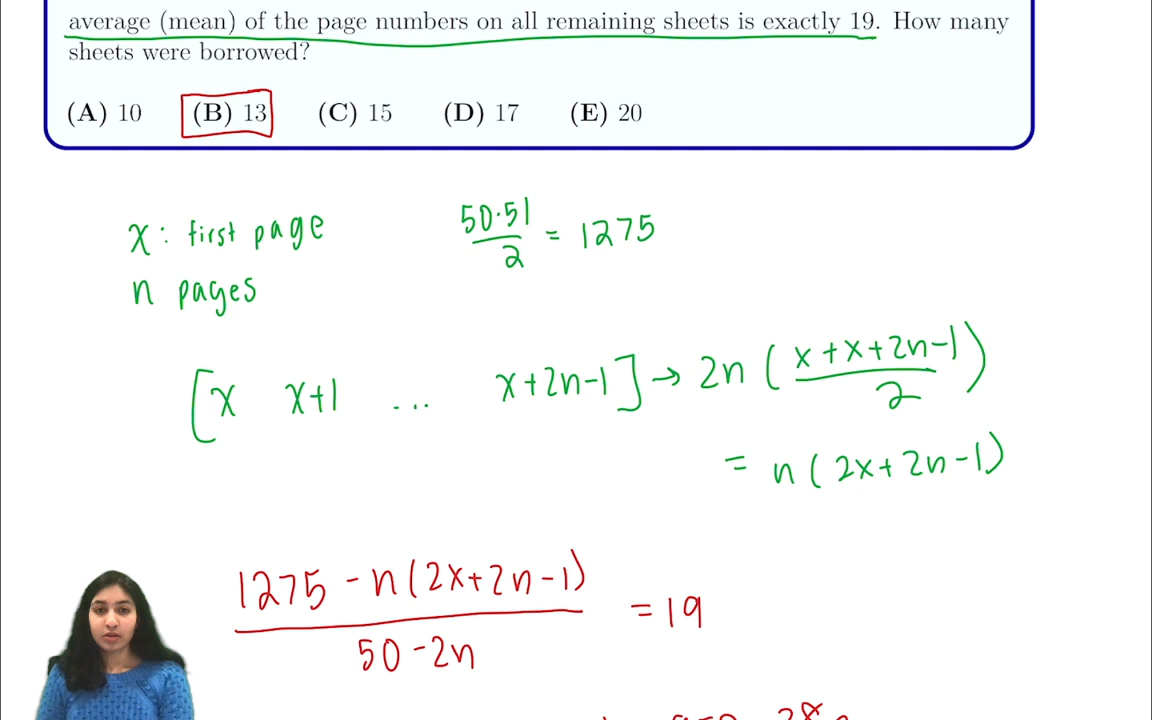 average (mean) of the page numbers on all remaining sheets is exactly 19. How many
sheets were borrowed?
(A) 10 (B) 13 (C) 15 (D) 17 (E) 20
x: first page
50·51/2 = 1275
n pages
[x x+1 ... x+2n-1] → 2n (x+x+2n-1)/2
= n(2x+2n-1)
1275 - n(2x+2n-1)
= 19
50-2n